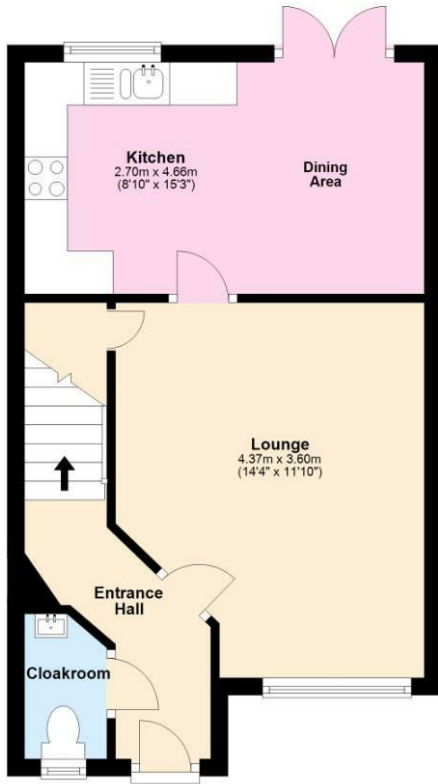 Kitchen
2.70m x 4.66m
(8'10" x 15'3")
Dining
Area
Lounge
4.37m x 3.60m
(14'4" x 11'10")
Entrance
Hall
Cloakroom